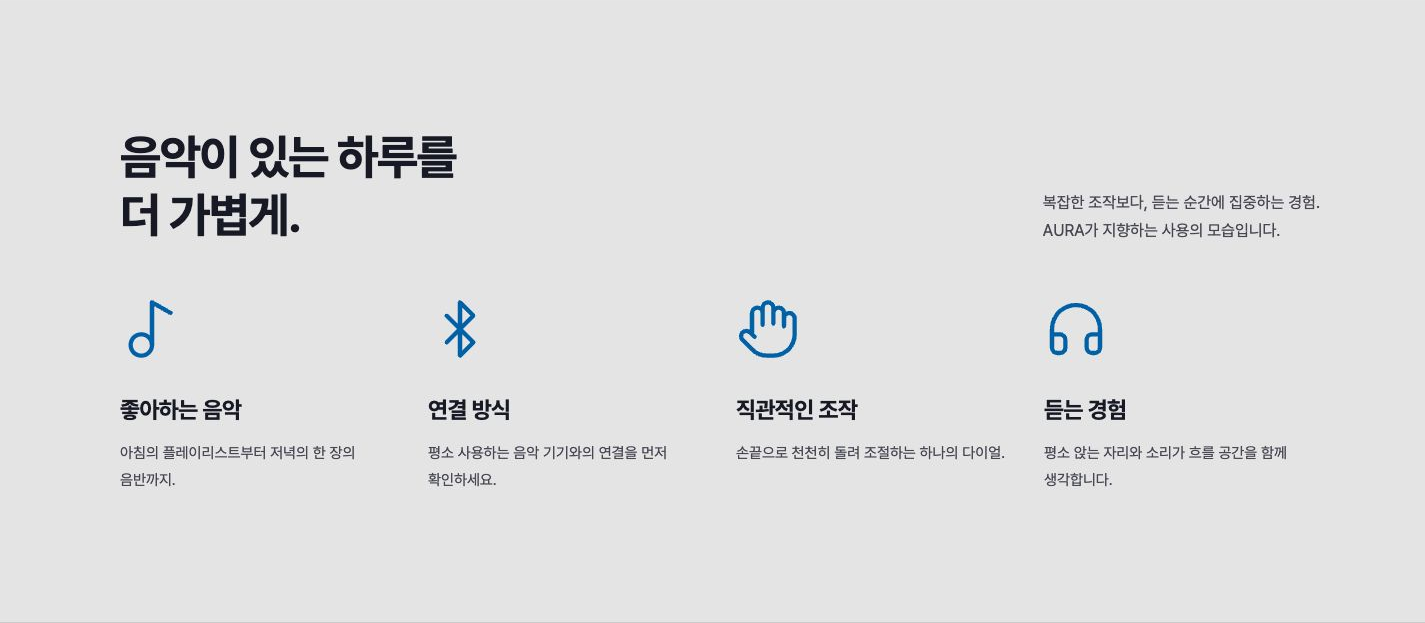 음악이 있는 하루를
더 가볍게.
복잡한 조작보다, 듣는 순간에 집중하는 경험.
AURA가 지향하는 사용의 모습입니다.
좋아하는 음악
아침의 플레이리스트부터 저녁의 한 장의
음반까지.
연결 방식
평소 사용하는 음악 기기와의 연결을 먼저
확인하세요.
직관적인 조작
손끝으로 천천히 돌려 조절하는 하나의 다이얼.
듣는 경험
평소 앉는 자리와 소리가 흐를 공간을 함께
생각합니다.